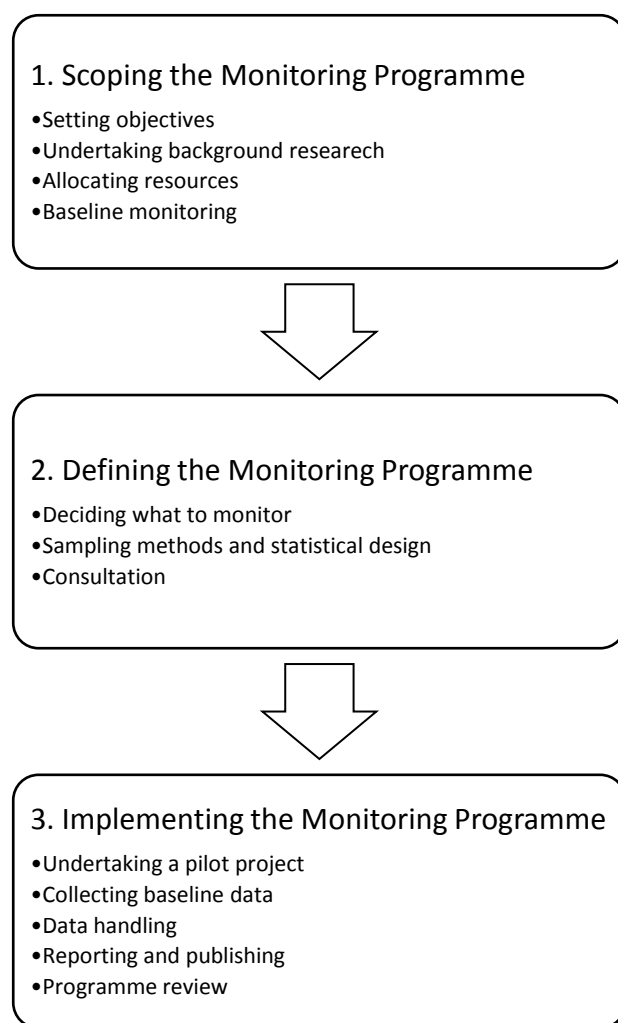 1. Scoping the Monitoring Programme
•Setting objectives
•Undertaking background researech
•Allocating resources
•Baseline monitoring
2. Defining the Monitoring Programme
•Deciding what to monitor
•Sampling methods and statistical design
•Consultation
3. Implementing the Monitoring Programme
•Undertaking a pilot project
•Collecting baseline data
•Data handling
•Reporting and publishing
•Programme review